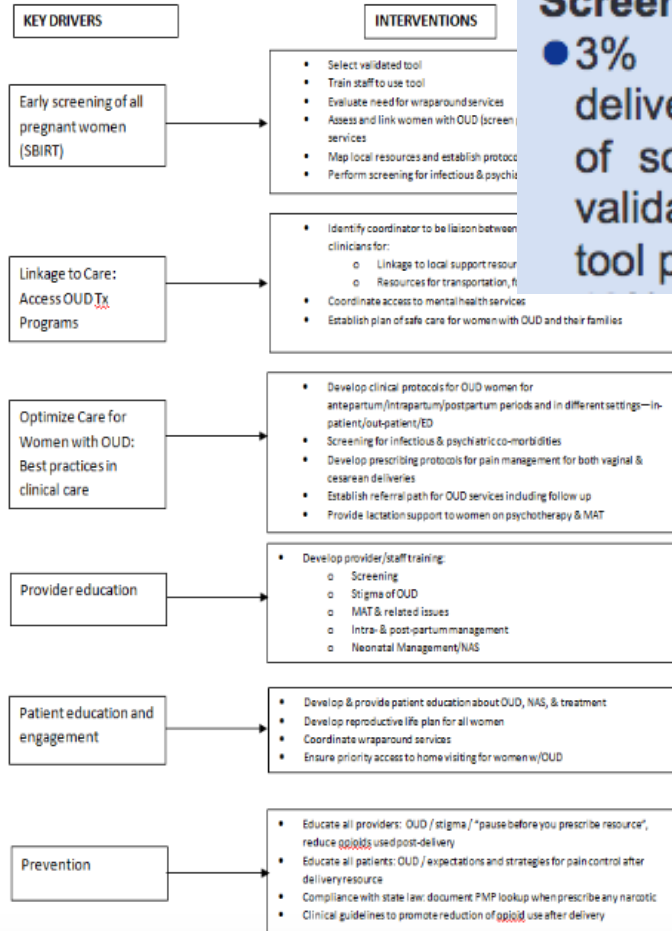 KEY DRIVERS
INTERVENTIONS
Early screening of all
pregnant women
(SBIRT)
• Select validated tool
• Train staff to use tool
• Evaluate need for wraparound services
• Assess and link women with OUD (screen
services
• Map local resources and establish
• Perform screening for infectious &
●3%
of
tool
Linkage to Care:
Access OUD Tx
Programs
• Identify coordinator to be liaison between
clinicians for:
o Linkage to local support
o Resources for transportation,
• Coordinate access to mental health services
• Establish plan of safe care for women with OUD and their families
Optimize Care for
Women with OUD:
Best practices in
clinical care
• Develop clinical protocols for OUD women for
antepartum/intrapartum/postpartum periods and in different settings—in-
patient/out-patient/ED
• Screening for infectious & psychiatric co-morbidities
• Develop prescribing protocols for pain management for both vaginal &
cesarean deliveries
• Establish referral path for OUD services including follow up
• Provide lactation support to women on psychotherapy & MAT
Provider education
• Develop provider/staff training:
o Screening
o Stigma of OUD
o MAT & related issues
o Intra- & post-partum management
o Neonatal Management/NAS
Patient education and
engagement
• Develop & provide patient education about OUD, NAS, & treatment
• Develop reproductive life plan for all women
• Coordinate wraparound services
• Ensure priority access to home visiting for women w/OUD
Prevention
• Educate all providers: OUD / stigma / "pause before you prescribe resource",
reduce opioids used post-delivery
• Educate all patients: OUD / expectations and strategies for pain control after
delivery resource
• Compliance with state law: document PMP lookup when prescribe any narcotic
• Clinical guidelines to promote reduction of opioid use after delivery